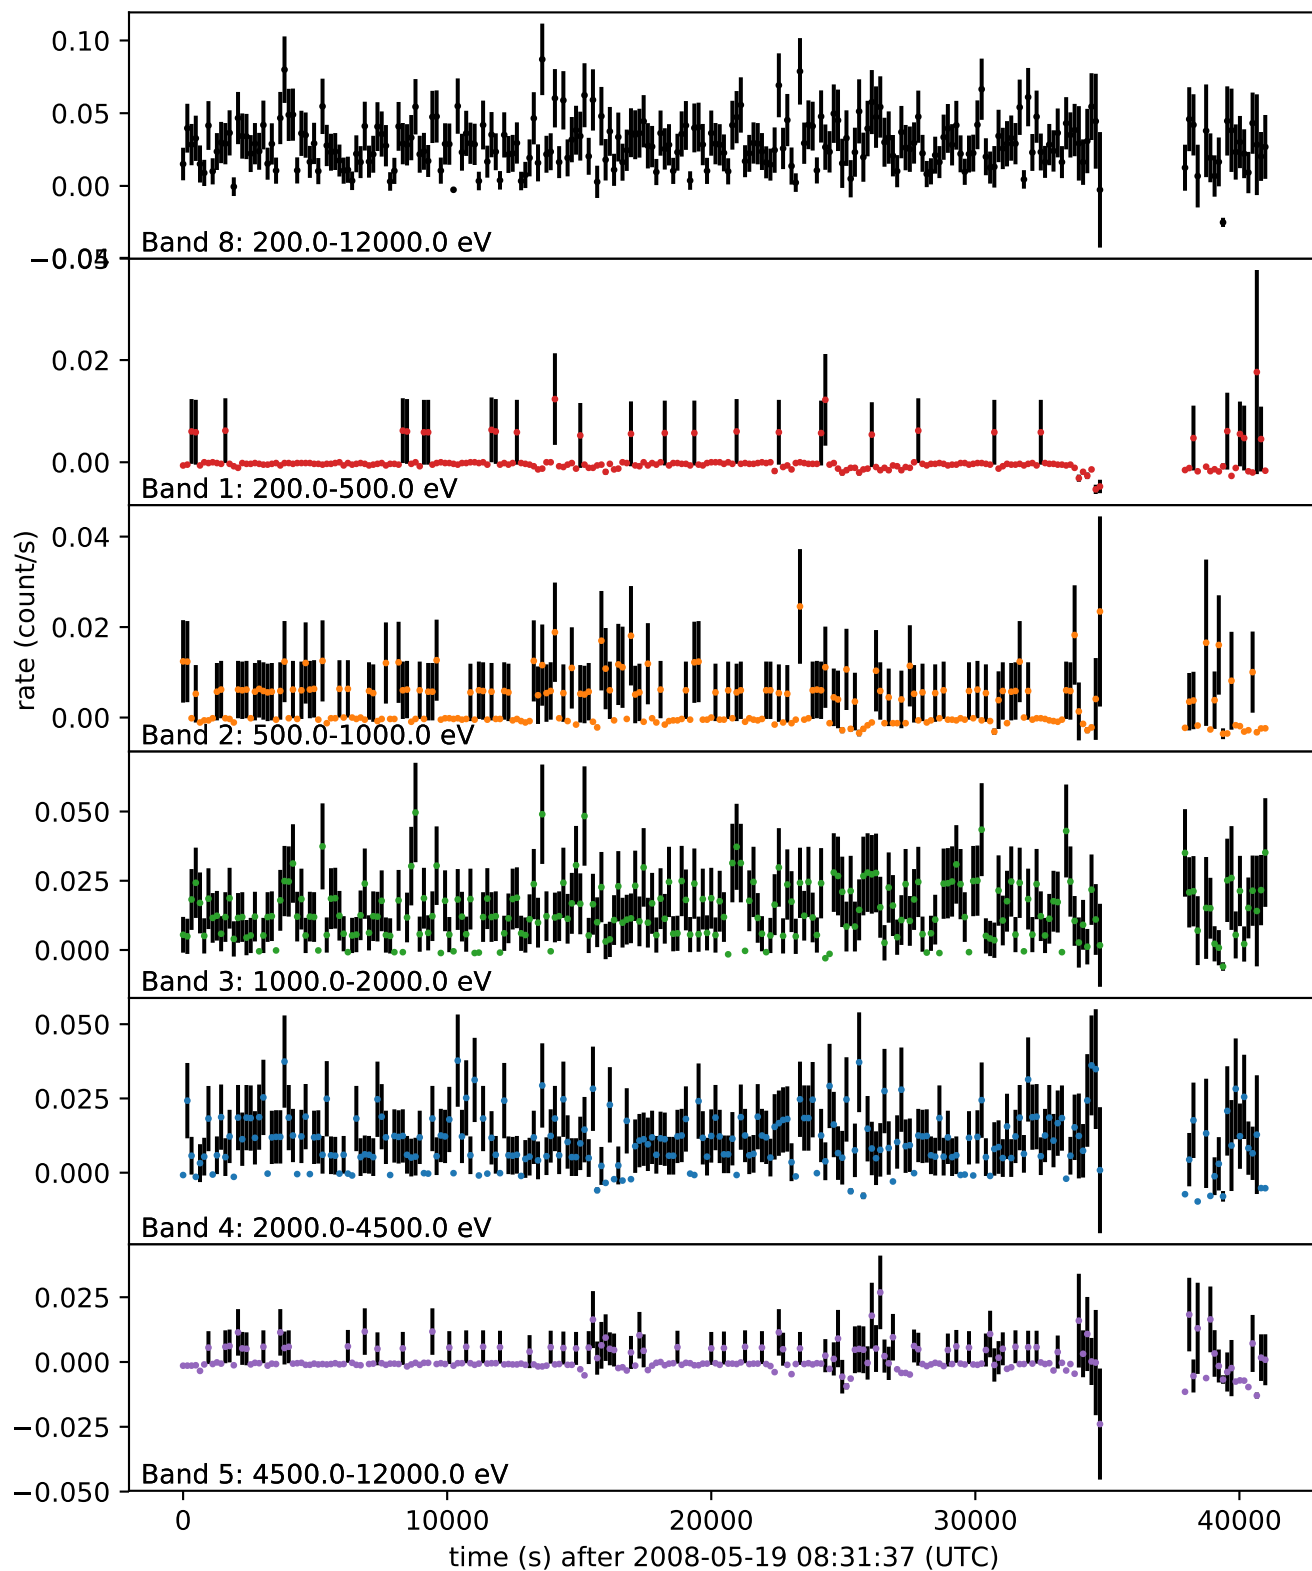 0.10
0.05
0.00
−0.05
Band 8: 200.0-12000.0 eV
0.04
0.02
0.00
Band 1: 200.0-500.0 eV
rate (count/s)
0.04
0.02
0.00
Band 2: 500.0-1000.0 eV
0.050
0.025
0.000
Band 3: 1000.0-2000.0 eV
0.050
0.025
0.000
Band 4: 2000.0-4500.0 eV
0.025
0.000
−0.025
−0.050
Band 5: 4500.0-12000.0 eV
0 10000 20000 30000 40000
time (s) after 2008-05-19 08:31:37 (UTC)